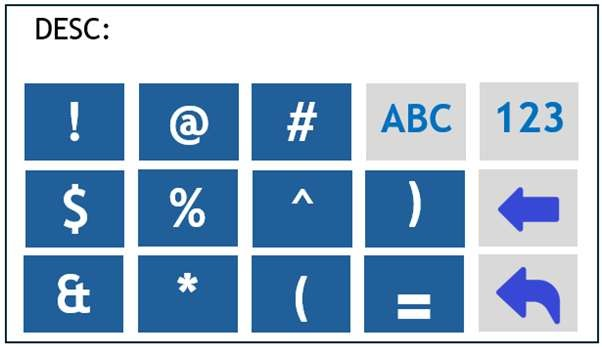 DESC:
! @ # ABC 123
$ % ^ )
& * ( =